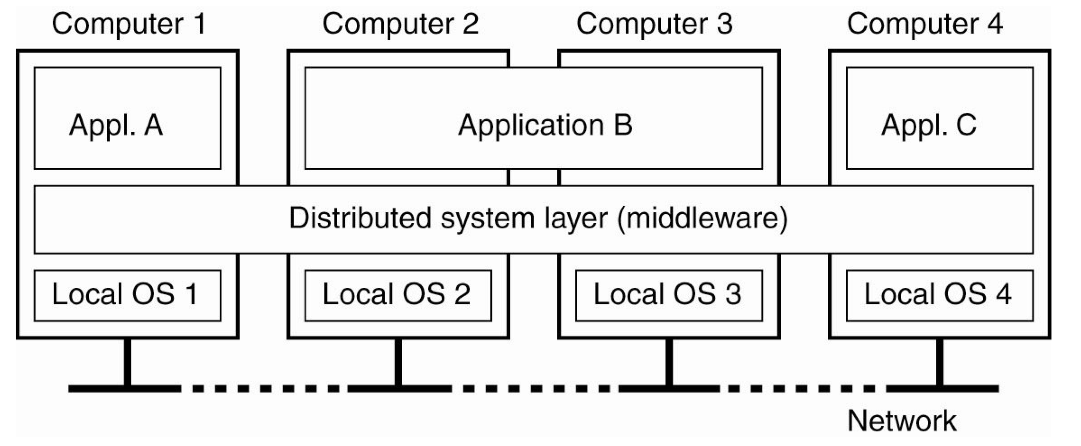 Computer 1
Computer 2
Computer 3
Computer 4
Appl. A
Application B
Appl. C
Distributed system layer (middleware)
Local OS 1
Local OS 2
Local OS 3
Local OS 4
Network